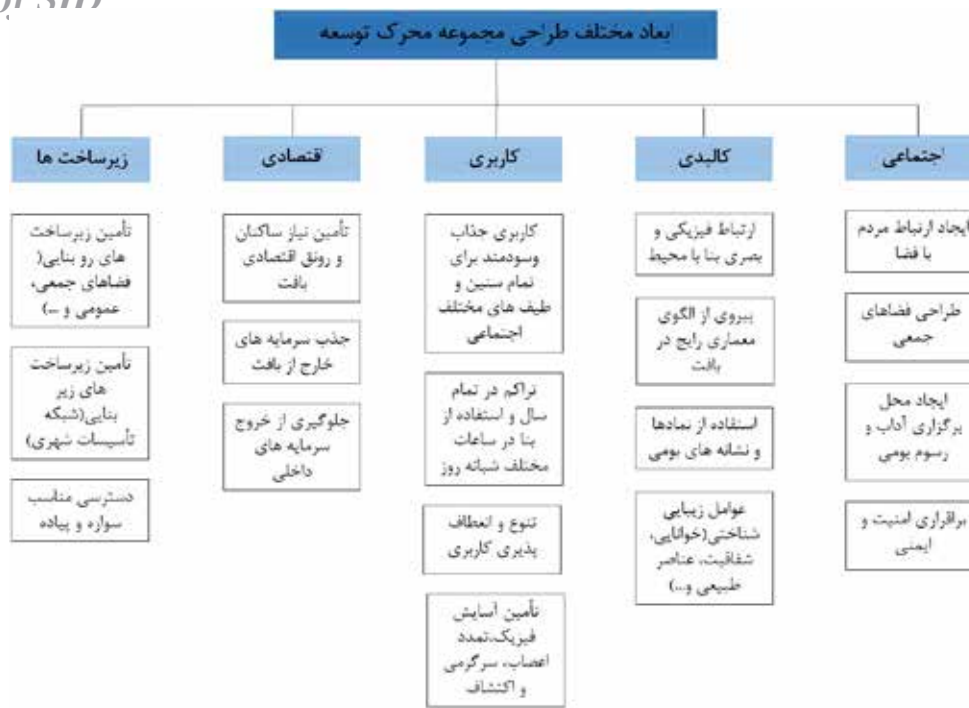 ابعاد مختلف طراحی مجموعه محرک توسعه
اجتماعی
ایجاد ارتباط مردم
با فضا
طراحی فضاهای
جمعی
ایجاد محل
برگزاری آداب و
رسوم بومی
براقراری امنیت و
ایمنی
کالبدی
ارتباط فیزیکی و
بصری بنا با محیط
پیروی از الگوی
معماری رایج در
بافت
استفاده از نمادها
و نشانه های بومی
عوامل زیبایی
شناختی(خوانایی،
شفافیت، عناصر
طبیعی و...)
کاربری
کاربری جذاب
وسودمند برای
تمام سنین و
طیف های مختلف
اجتماعی
تراکم در تمام
سال و استفاده از
بنا در ساعات
مختلف شبانه روز
تنوع و انعطاف
پذیری کاربری
تأمین آسایش
فیزیک،تمدد
اعصاب، سرگرمی
و اکتشاف
اقتصادی
تأمین نیاز ساکنان
و رونق اقتصادی
بافت
جذب سرمایه های
خارج از بافت
جلوگیری از خروج
سرمایه های
داخلی
زیرساخت ها
تأمین زیرساخت
های رو بنایی(
فضاهای جمعی،
عمومی و ...)
تأمین زیرساخت
های زیر
بنایی(شبکه
تأسیسات شهری)
دسترسی مناسب
سواره و پیاده